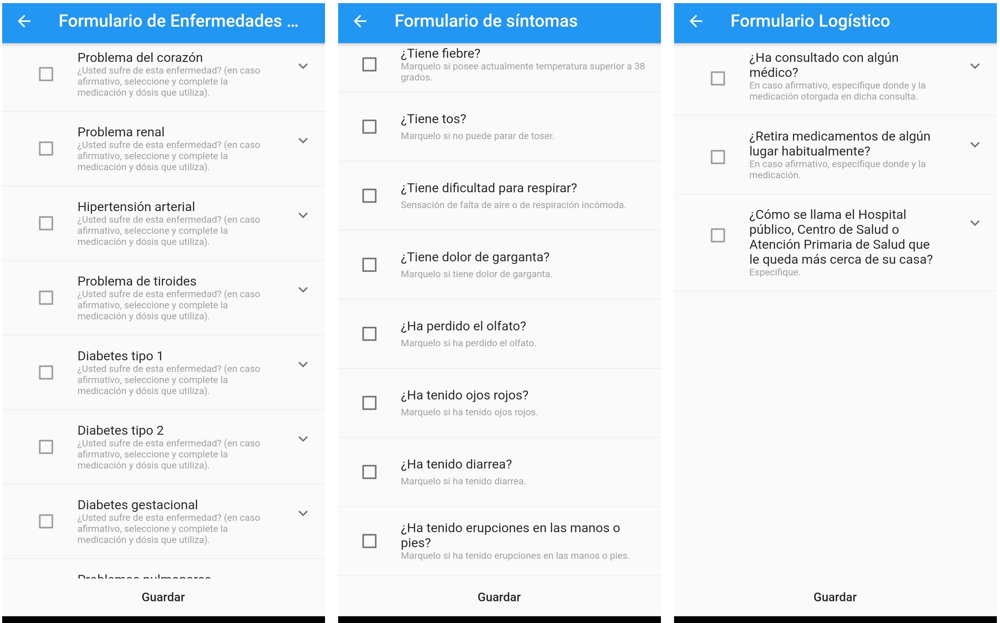 Formulario de Enfermedades ...
Problema del corazón
¿Usted sufre de esta enfermedad? (en caso
afirmativo, seleccione y complete la
medicación y dósis que utiliza).
Problema renal
¿Usted sufre de esta enfermedad? (en caso
afirmativo, seleccione y complete la
medicación y dósis que utiliza).
Hipertensión arterial
¿Usted sufre de esta enfermedad? (en caso
afirmativo, seleccione y complete la
medicación y dósis que utiliza).
Problema de tiroides
¿Usted sufre de esta enfermedad? (en caso
afirmativo, seleccione y complete la
medicación y dósis que utiliza).
Diabetes tipo 1
¿Usted sufre de esta enfermedad? (en caso
afirmativo, seleccione y complete la
medicación y dósis que utiliza).
Diabetes tipo 2
¿Usted sufre de esta enfermedad? (en caso
afirmativo, seleccione y complete la
medicación y dósis que utiliza).
Diabetes gestacional
¿Usted sufre de esta enfermedad? (en caso
afirmativo, seleccione y complete la
medicación y dósis que utiliza).
Problemas pulmonares
Guardar
Formulario de síntomas
¿Tiene fiebre?
Marquelo si posee actualmente temperatura superior a 38
grados.
¿Tiene tos?
Marquelo si no puede parar de toser.
¿Tiene dificultad para respirar?
Sensación de falta de aire o de respiración incómoda.
¿Tiene dolor de garganta?
Marquelo si tiene dolor de garganta.
¿Ha perdido el olfato?
Marquelo si ha perdido el olfato.
¿Ha tenido ojos rojos?
Marquelo si ha tenido ojos rojos.
¿Ha tenido diarrea?
Marquelo si ha tenido diarrea.
¿Ha tenido erupciones en las manos o
pies?
Marquelo si ha tenido erupciones en las manos o pies.
Guardar
Formulario Logístico
¿Ha consultado con algún
médico?
En caso afirmativo, especifique donde y la
medicación otorgada en dicha consulta.
¿Retira medicamentos de algún
lugar habitualmente?
En caso afirmativo, especifique donde y la
medicación.
¿Cómo se llama el Hospital
público, Centro de Salud o
Atención Primaria de Salud que
le queda más cerca de su casa?
Especifique.
Guardar